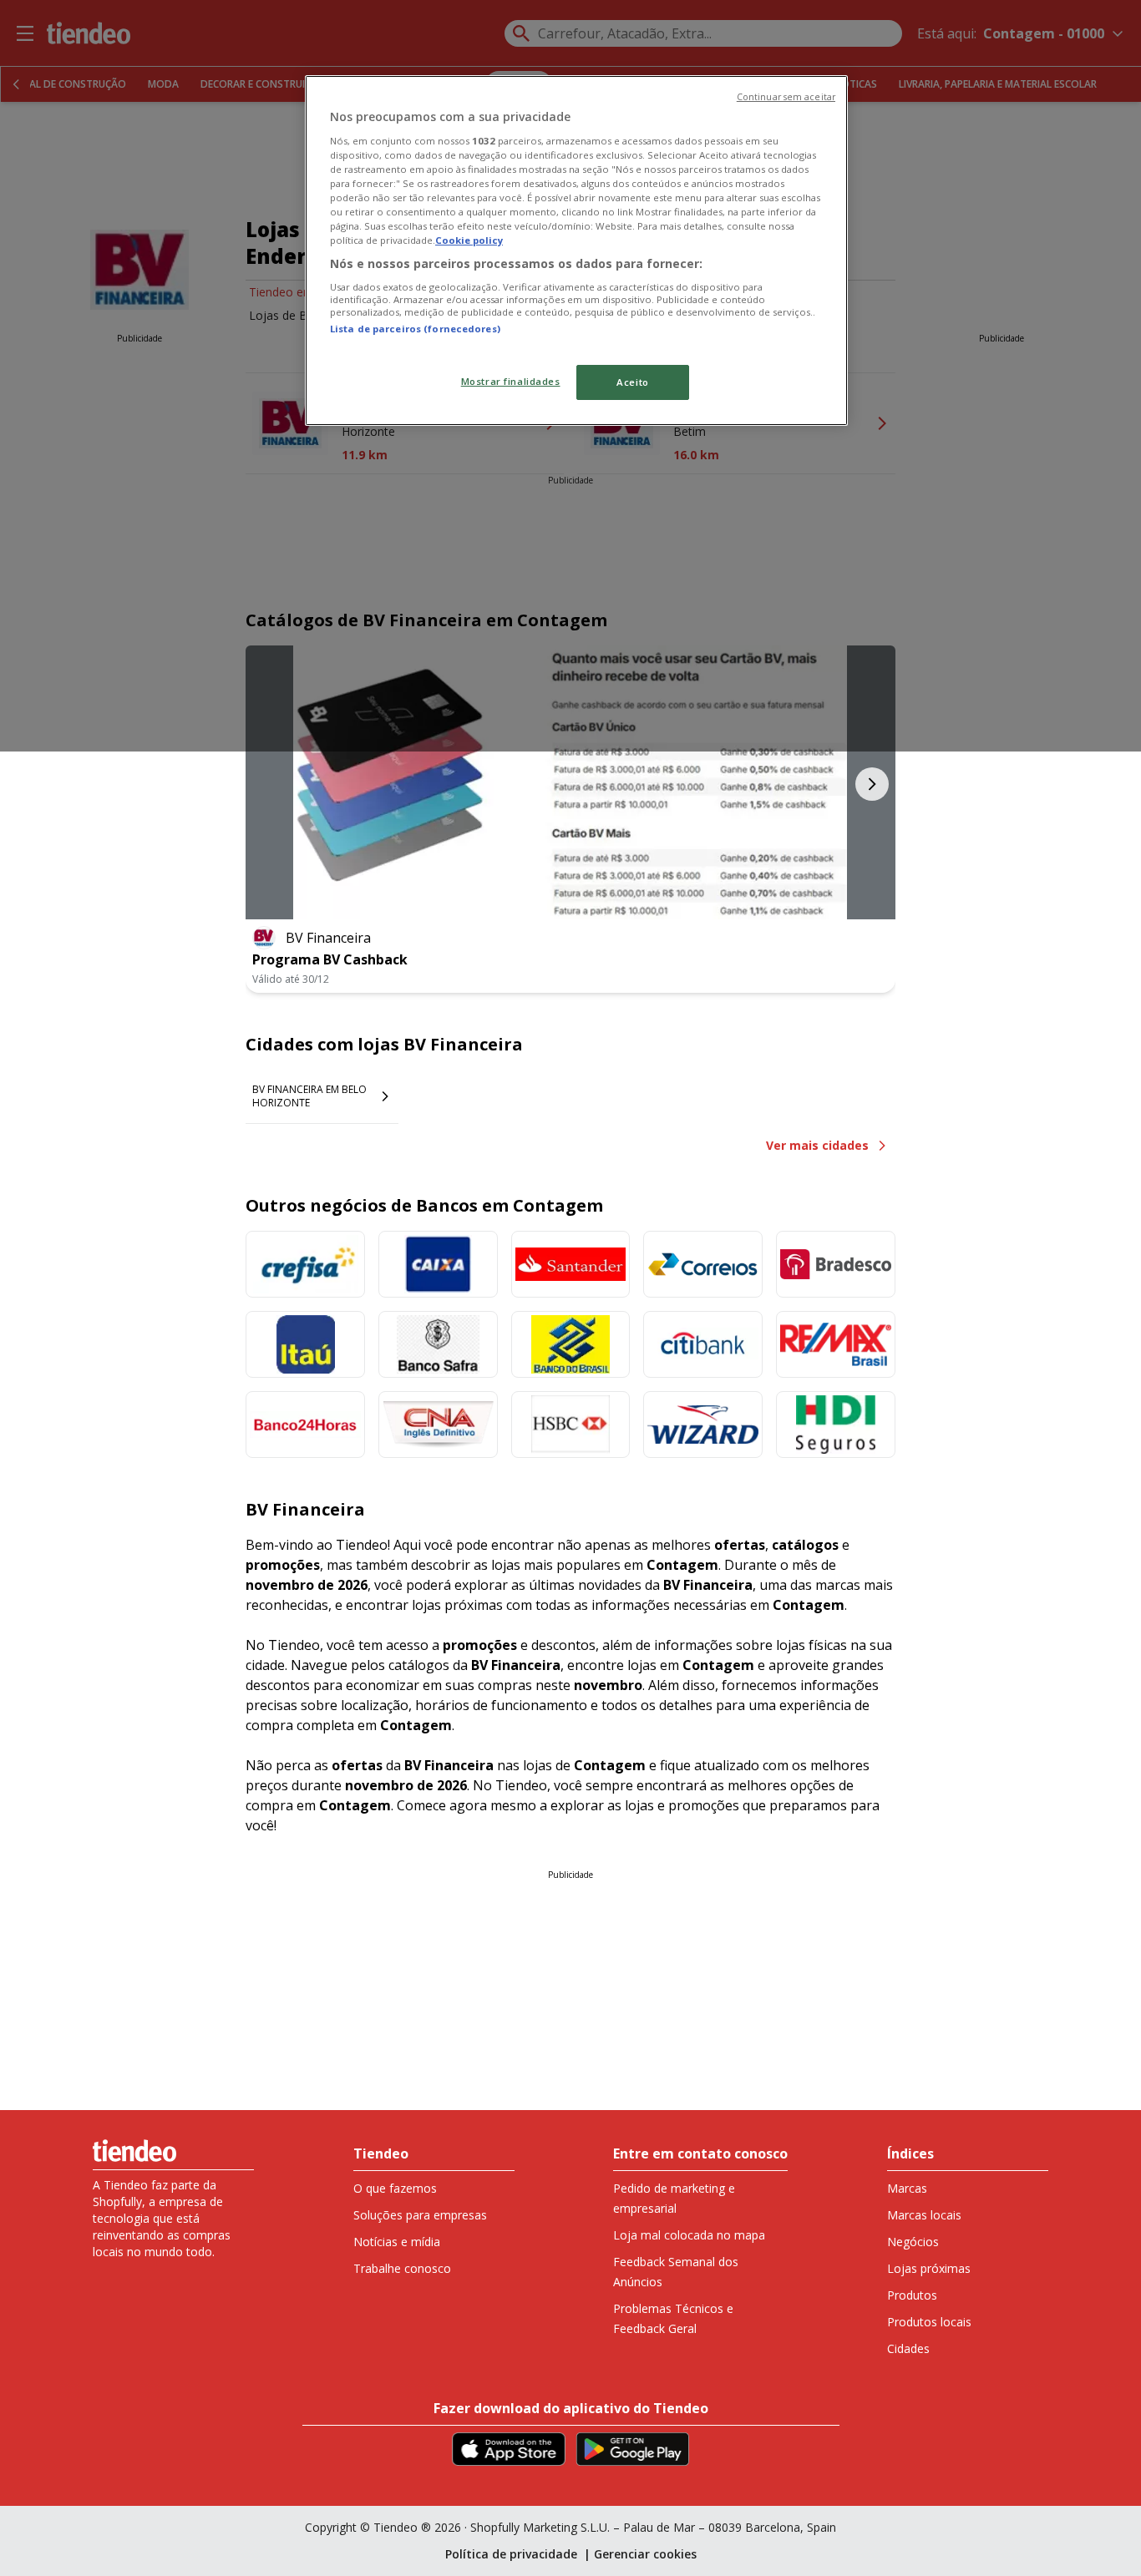 tiendeo
Carrefour, Atacadão, Extra...
Está aqui: Contagem - 01000
AL DE CONSTRUÇÃO
MODA
DECORAR E CONSTRU
TICAS
LIVRARIA, PAPELARIA E MATERIAL ESCOLAR
Continuar sem aceitar
Nos preocupamos com a sua privacidade
Nós, em conjunto com nossos 1032 parceiros, armazenamos e acessamos dados pessoais em seu
dispositivo, como dados de navegação ou identificadores exclusivos. Selecionar Aceito ativará tecnologias
de rastreamento em apoio às finalidades mostradas na seção "Nós e nossos parceiros tratamos os dados
para fornecer:" Se os rastreadores forem desativados, alguns dos conteúdos e anúncios mostrados
poderão não ser tão relevantes para você. É possível abrir novamente este menu para alterar suas escolhas
ou retirar o consentimento a qualquer momento, clicando no link Mostrar finalidades, na parte inferior da
página. Suas escolhas terão efeito neste veículo/domínio: Website. Para mais detalhes, consulte nossa
política de privacidade.Cookie policy
Nós e nossos parceiros processamos os dados para fornecer:
Usar dados exatos de geolocalização. Verificar ativamente as características do dispositivo para
identificação. Armazenar e/ou acessar informações em um dispositivo. Publicidade e conteúdo
personalizados, medição de publicidade e conteúdo, pesquisa de público e desenvolvimento de serviços..
Lista de parceiros (fornecedores)
Mostrar finalidades
Aceito
BV
FINANCEIRA
Lojas
Ender
Tiendeo em
Lojas de B
Publicidade
Publicidade
BV
FINANCEIRA
Horizonte
11.9 km
FINANCEIRA
Betim
16.0 km
Publicidade
Catálogos de BV Financeira em Contagem
Seu nome aqui
Quanto mais você usar seu Cartão BV, mais
dinheiro recebe de volta
Ganhe cashback de acordo com o seu cartão e sua fatura mensal
Cartão BV Único
Fatura de até R$ 3.000 Ganhe 0,30% de cashback
Fatura de R$ 3.000,01 até R$ 6.000 Ganhe 0,50% de cashback
Fatura de R$ 6.000,01 até R$ 10.000 Ganhe 0,8% de cashback
Fatura a partir R$ 10.000,01 Ganhe 1,5% de cashback
Cartão BV Mais
Fatura de até R$ 3.000 Ganhe 0,20% de cashback
Fatura de R$ 3.000,01 até R$ 6.000 Ganhe 0,40% de cashback
Fatura de R$ 6.000,01 até R$ 10.000 Ganhe 0,70% de cashback
Fatura a partir R$ 10.000,01 Ganhe 1,1% de cashback
BV Financeira
Programa BV Cashback
Válido até 30/12
Cidades com lojas BV Financeira
BV FINANCEIRA EM BELO
HORIZONTE
Ver mais cidades
Outros negócios de Bancos em Contagem
crefisa
CAIXA
Santander
Correios
Bradesco
Itaú
Banco Safra
BANCO DO BRASIL
citibank
RE/MAX
Brasil
Banco24Horas
CNA
Inglês Definitivo
HSBC
WIZARD
HDI
Seguros
BV Financeira
Bem-vindo ao Tiendeo! Aqui você pode encontrar não apenas as melhores ofertas, catálogos e
promoções, mas também descobrir as lojas mais populares em Contagem. Durante o mês de
novembro de 2026, você poderá explorar as últimas novidades da BV Financeira, uma das marcas mais
reconhecidas, e encontrar lojas próximas com todas as informações necessárias em Contagem.
No Tiendeo, você tem acesso a promoções e descontos, além de informações sobre lojas físicas na sua
cidade. Navegue pelos catálogos da BV Financeira, encontre lojas em Contagem e aproveite grandes
descontos para economizar em suas compras neste novembro. Além disso, fornecemos informações
precisas sobre localização, horários de funcionamento e todos os detalhes para uma experiência de
compra completa em Contagem.
Não perca as ofertas da BV Financeira nas lojas de Contagem e fique atualizado com os melhores
preços durante novembro de 2026. No Tiendeo, você sempre encontrará as melhores opções de
compra em Contagem. Comece agora mesmo a explorar as lojas e promoções que preparamos para
você!
Publicidade
tiendeo
A Tiendeo faz parte da
Shopfully, a empresa de
tecnologia que está
reinventando as compras
locais no mundo todo.
Tiendeo
O que fazemos
Soluções para empresas
Notícias e mídia
Trabalhe conosco
Entre em contato conosco
Pedido de marketing e
empresarial
Loja mal colocada no mapa
Feedback Semanal dos
Anúncios
Problemas Técnicos e
Feedback Geral
Índices
Marcas
Marcas locais
Negócios
Lojas próximas
Produtos
Produtos locais
Cidades
Fazer download do aplicativo do Tiendeo
Download on the
App Store
GET IT ON
Google Play
Copyright © Tiendeo ® 2026 · Shopfully Marketing S.L.U. – Palau de Mar – 08039 Barcelona, Spain
Política de privacidade | Gerenciar cookies